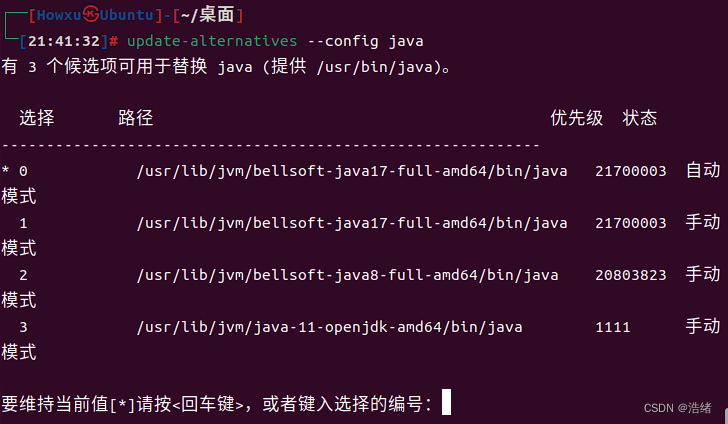 [Howxu㉿Ubuntu]-[~/桌面]
[21:41:32]# update-alternatives --config java
有 3 个候选项可用于替换 java (提供 /usr/bin/java)。
选择 路径 优先级 状态
------------------------------------------------------------
* 0 /usr/lib/jvm/bellsoft-java17-full-amd64/bin/java 21700003 自动
模式
1 /usr/lib/jvm/bellsoft-java17-full-amd64/bin/java 21700003 手动
模式
2 /usr/lib/jvm/bellsoft-java8-full-amd64/bin/java 20803823 手动
模式
3 /usr/lib/jvm/java-11-openjdk-amd64/bin/java 1111 手动
模式
要维持当前值[*]请按<回车键>，或者键入选择的编号：
CSDN @浩绪